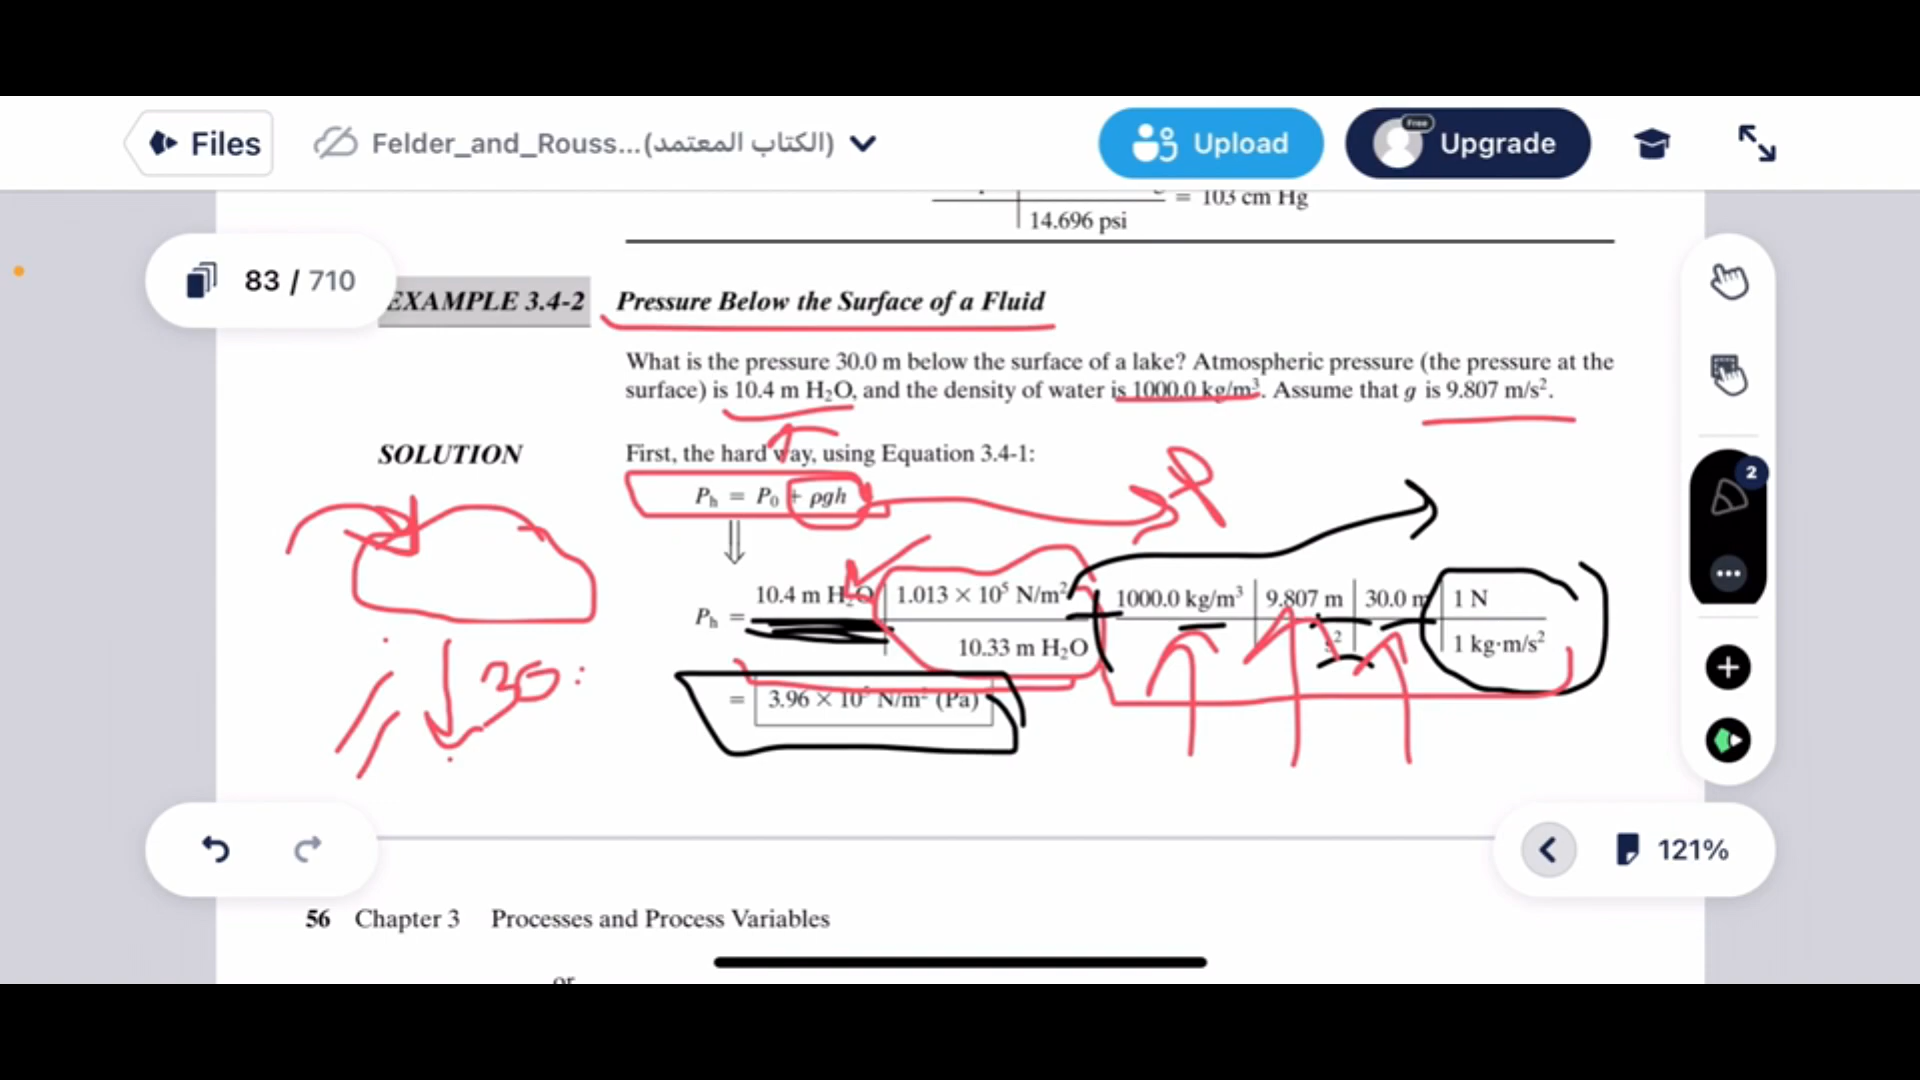 Files
Felder_and_Rouss...(الكتاب المعتمد)
Upload
Free
Upgrade
= 103 cm Hg
14.696 psi
83 / 710
EXAMPLE 3.4-2 Pressure Below the Surface of a Fluid
What is the pressure 30.0 m below the surface of a lake? Atmospheric pressure (the pressure at the
surface) is 10.4 m H₂O, and the density of water is 1000.0 kg/m³. Assume that g is 9.807 m/s².
SOLUTION
First, the hard way, using Equation 3.4-1:
Pₕ = P₀ + ρgh
⇓
10.4 m H₂O | 1.013 × 10⁵ N/m² + 1000.0 kg/m³ | 9.807 m | 30.0 m | 1 N
Pₕ =
10.33 m H₂O | s² | 1 kg·m/s²
= 3.96 × 10 N/m² (Pa)
2
121%
56 Chapter 3 Processes and Process Variables
or